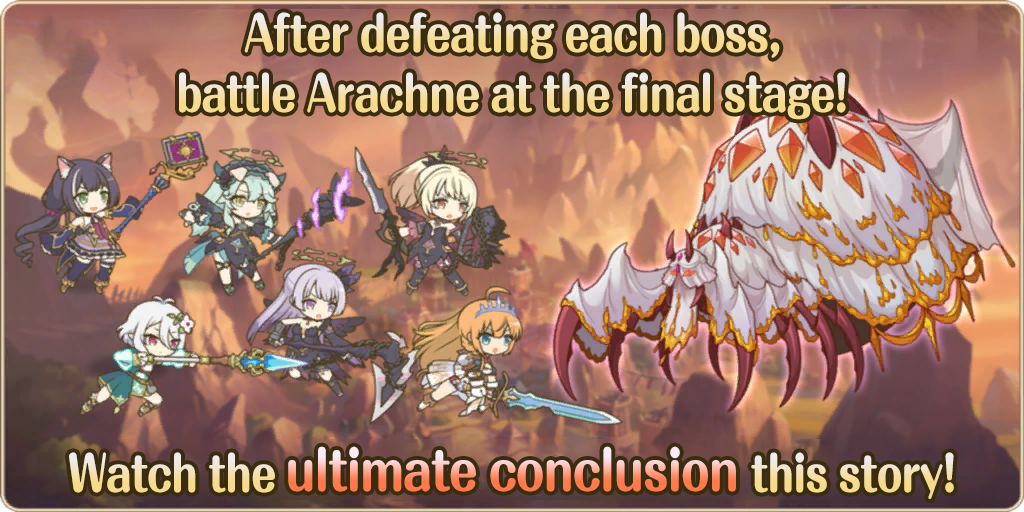 After defeating each boss,
battle Arachne at the final stage!
Watch the ultimate conclusion this story!